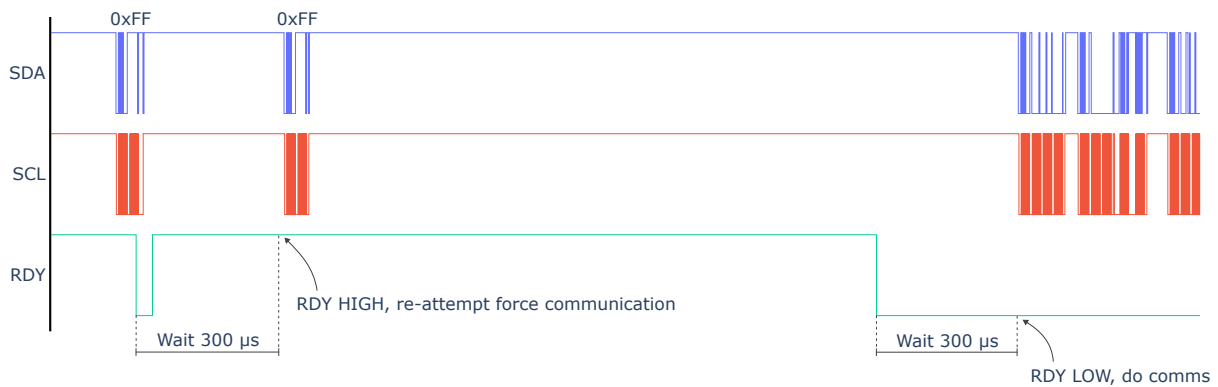 0xFF
0xFF
SDA
SCL
RDY
RDY HIGH, re-attempt force communication
Wait 300 μs
Wait 300 μs
RDY LOW, do comms